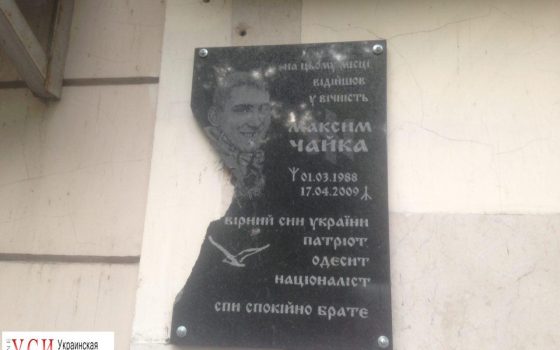 на цьому місці
відійшов
у вічність
максим
чайка
01.03.1988
17.04.2009
вірний син україни
патріот
одесит
націоналіст
спи спокійно брате
УСИ Украинская